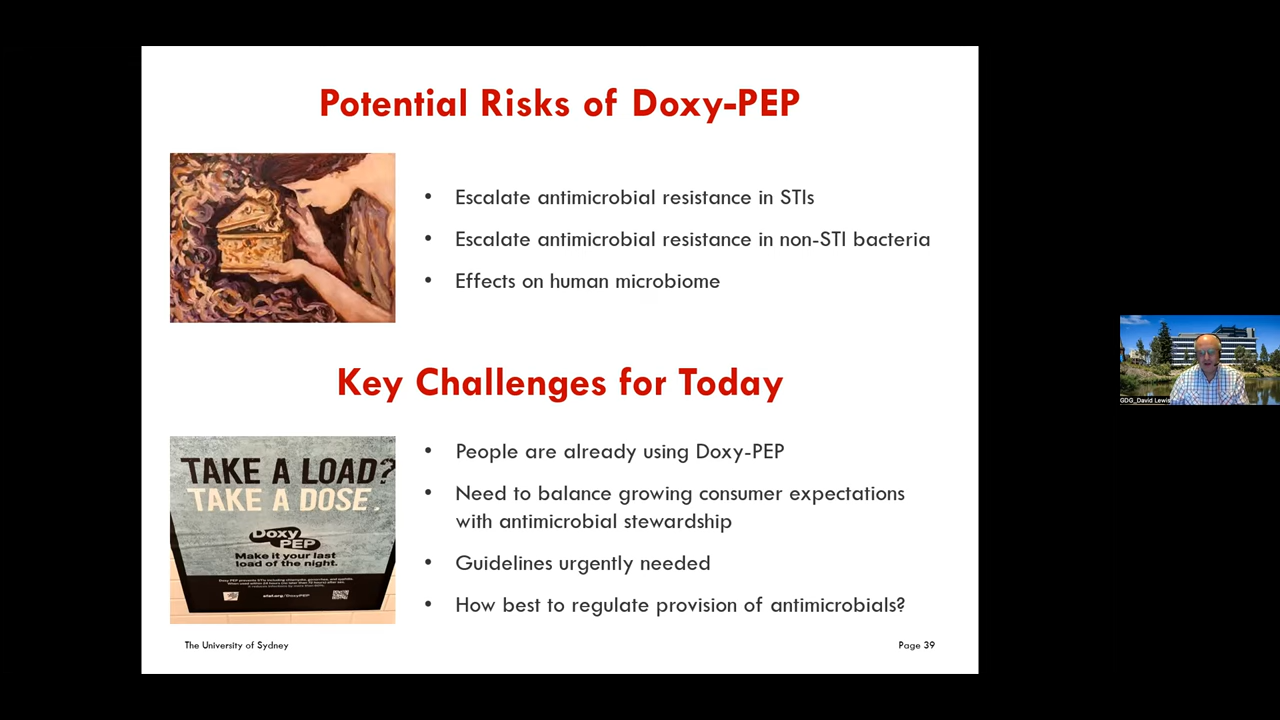 Potential Risks of Doxy-PEP
• Escalate antimicrobial resistance in STIs
• Escalate antimicrobial resistance in non-STI bacteria
• Effects on human microbiome
Key Challenges for Today
TAKE A LOAD?
TAKE A DOSE.
Doxy
PEP
Make it your last
load of the night.
• People are already using Doxy-PEP
• Need to balance growing consumer expectations
with antimicrobial stewardship
• Guidelines urgently needed
• How best to regulate provision of antimicrobials?
The University of Sydney
Page 39
GDG_David Lewis